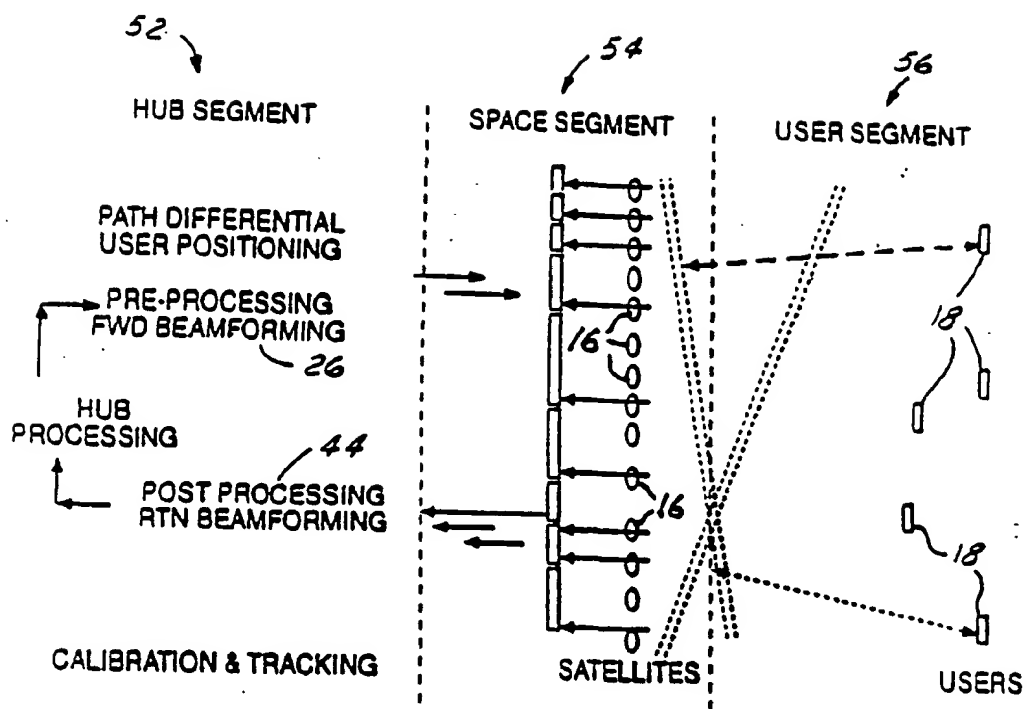 52
54
56
HUB SEGMENT
SPACE SEGMENT
USER SEGMENT
PATH DIFFERENTIAL
USER POSITIONING
PRE-PROCESSING
FWD BEAMFORMING
26
16
18
HUB
PROCESSING
44
POST PROCESSING
RTN BEAMFORMING
16
18
CALIBRATION & TRACKING
SATELLITES
USERS